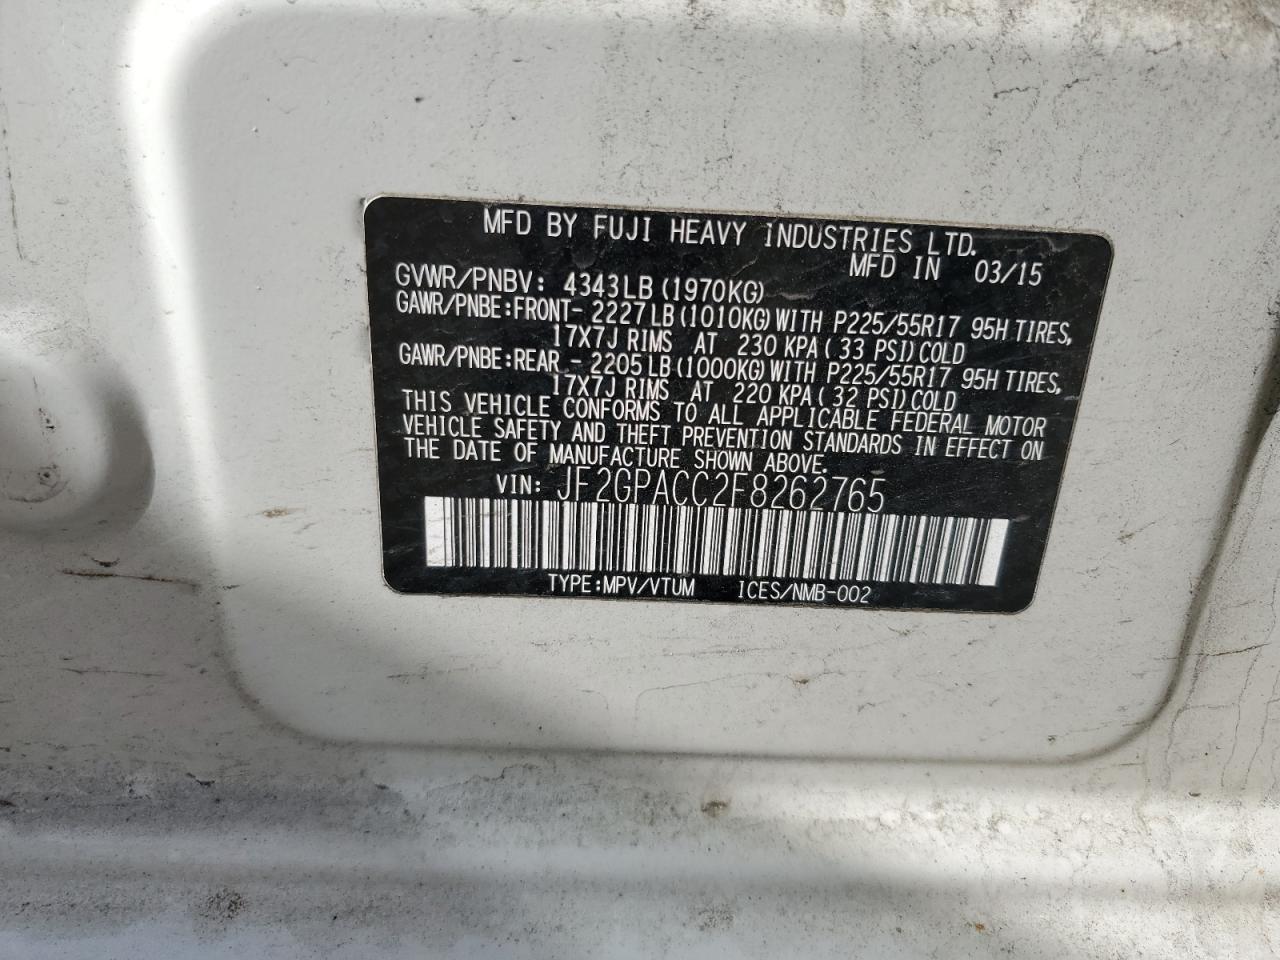 MFD BY FUJI HEAVY INDUSTRIES LTD.
MFD IN 03/15
GVWR/PNBV: 4343LB (1970KG)
GAWR/PNBE:FRONT- 2227LB (1010KG) WITH P225/55R17 95H TIRES,
17X7J RIMS AT 230 KPA (33 PSI) COLD
GAWR/PNBE:REAR - 2205LB (1000KG) WITH P225/55R17 95H TIRES,
17X7J RIMS AT 220 KPA (32 PSI) COLD
THIS VEHICLE CONFORMS TO ALL APPLICABLE FEDERAL MOTOR
VEHICLE SAFETY AND THEFT PREVENTION STANDARDS IN EFFECT ON
THE DATE OF MANUFACTURE SHOWN ABOVE.
VIN: JF2GPACC2F8262765
TYPE:MPV/VTUM ICES/NMB-002